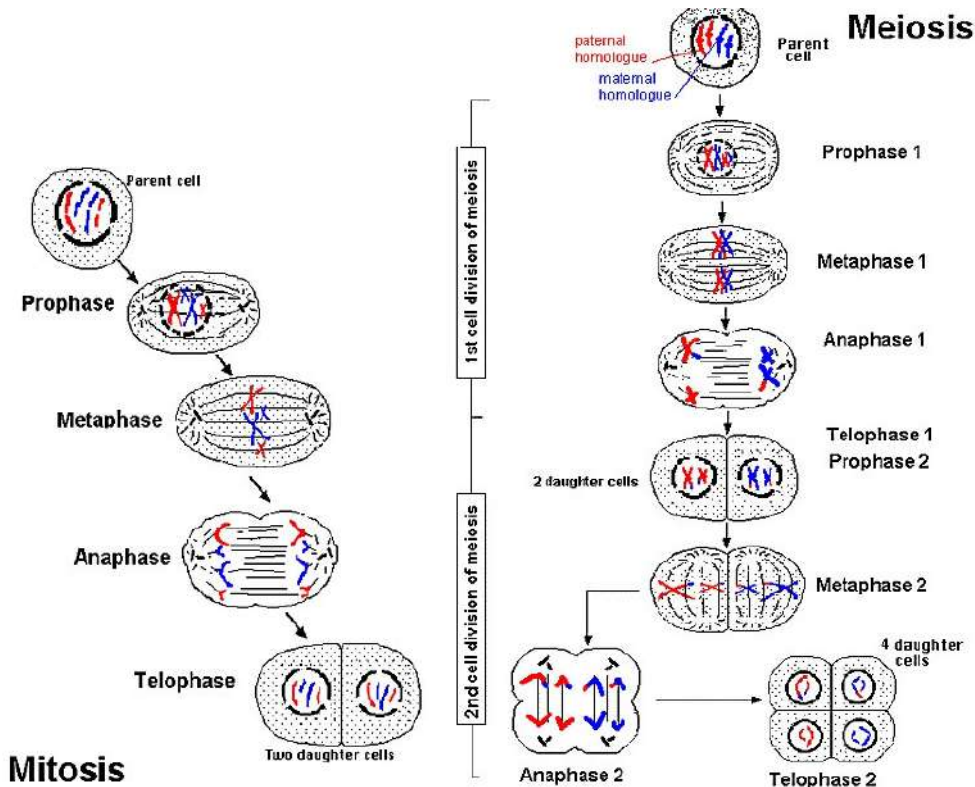 Meiosis
paternal
homologue
maternal
homologue
Parent
cell
Prophase 1
Metaphase 1
Anaphase 1
Telophase 1
Prophase 2
2 daughter cells
Metaphase 2
Anaphase 2
4 daughter
cells
Telophase 2
1st cell division of meiosis
2nd cell division of meiosis
Parent cell
Prophase
Metaphase
Anaphase
Telophase
Two daughter cells
Mitosis